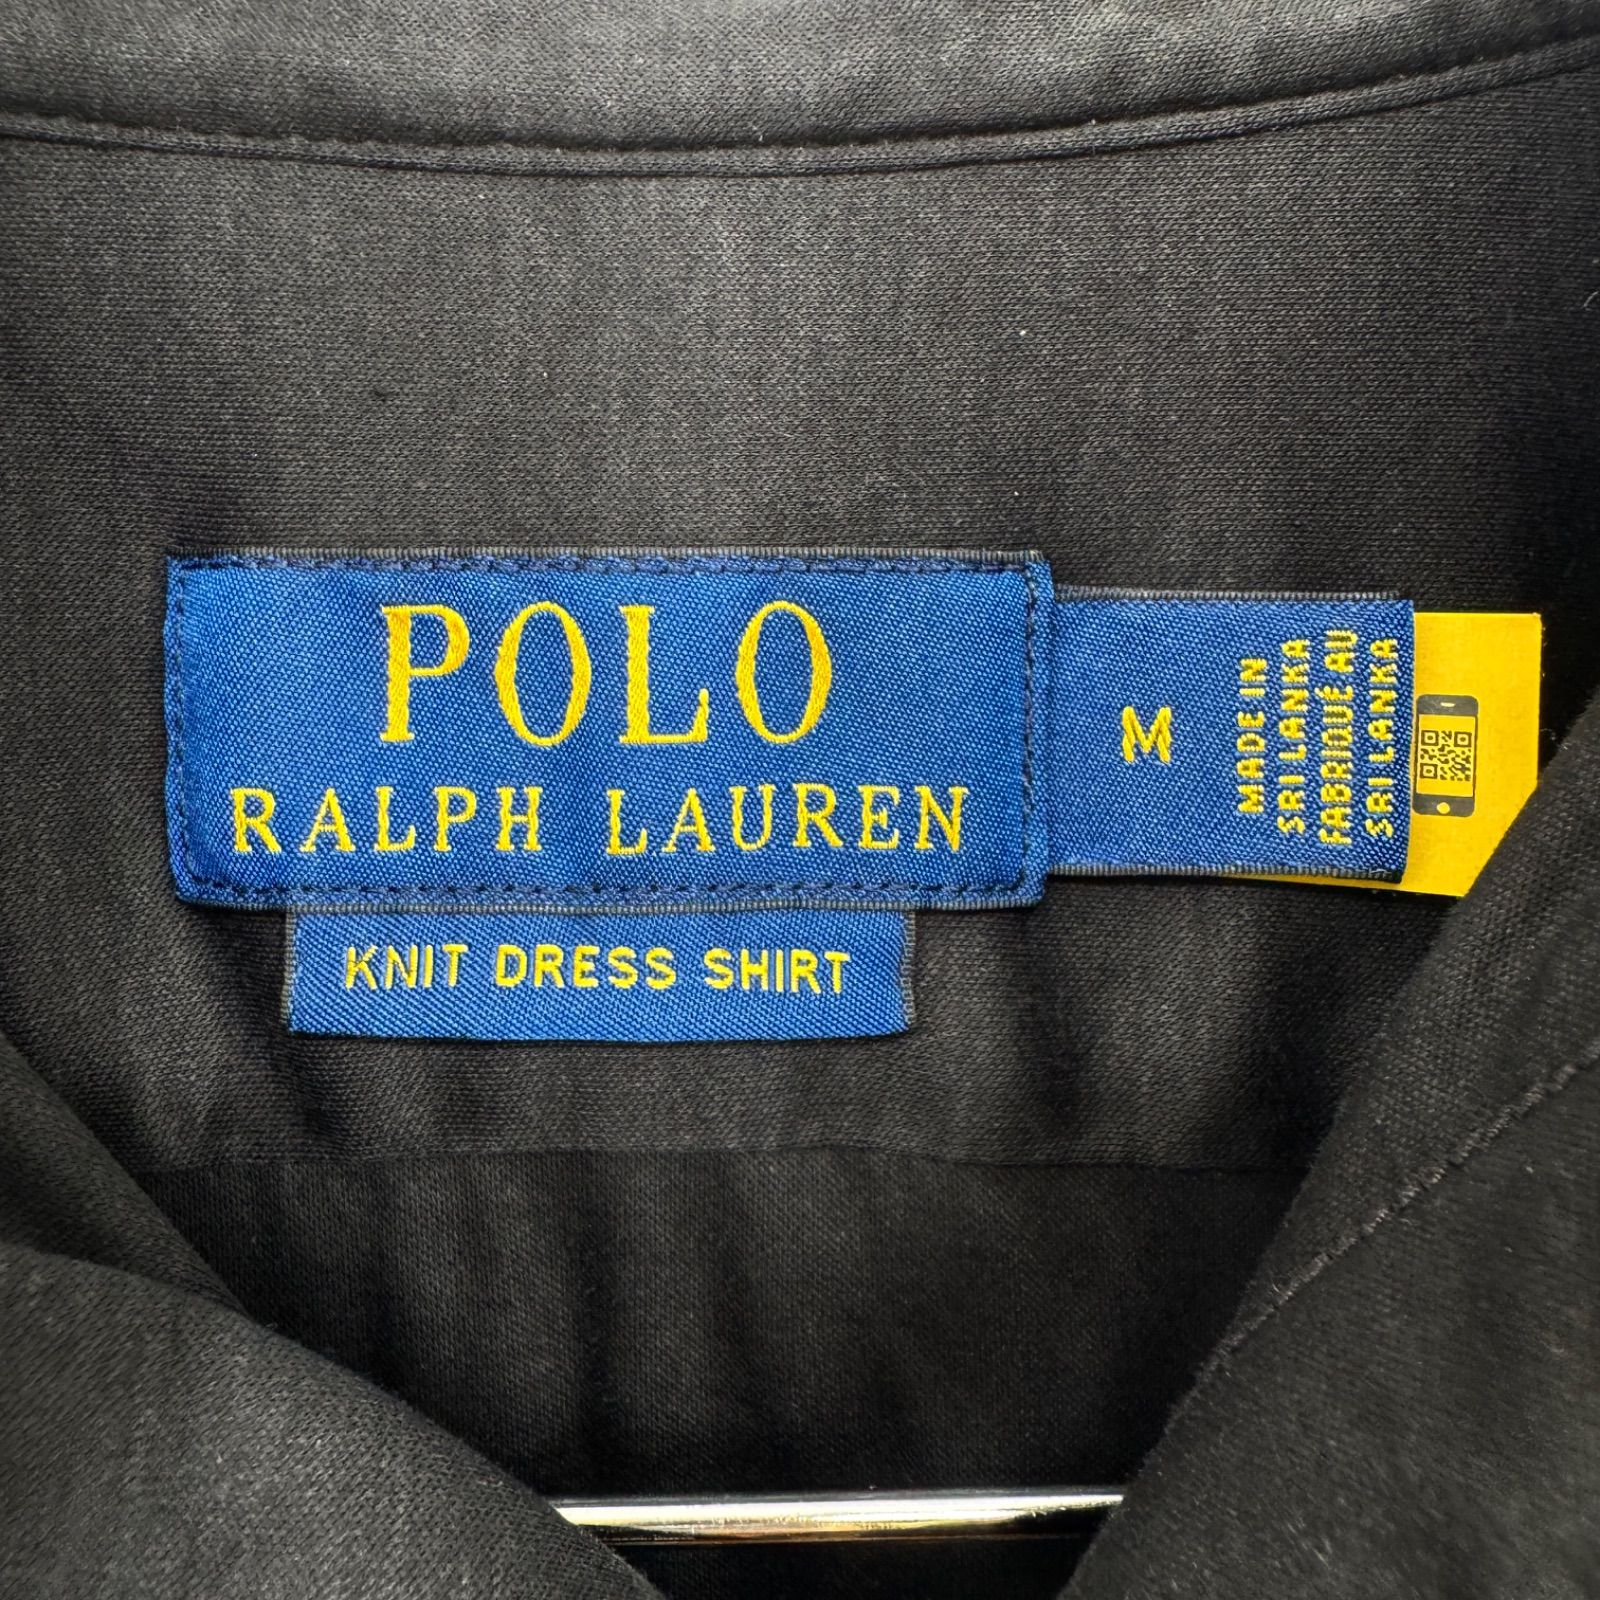 POLO
RALPH LAUREN
KNIT DRESS SHIRT
M
MADE IN
SRI LANKA
FABRIQUÉ AU
SRI LANKA